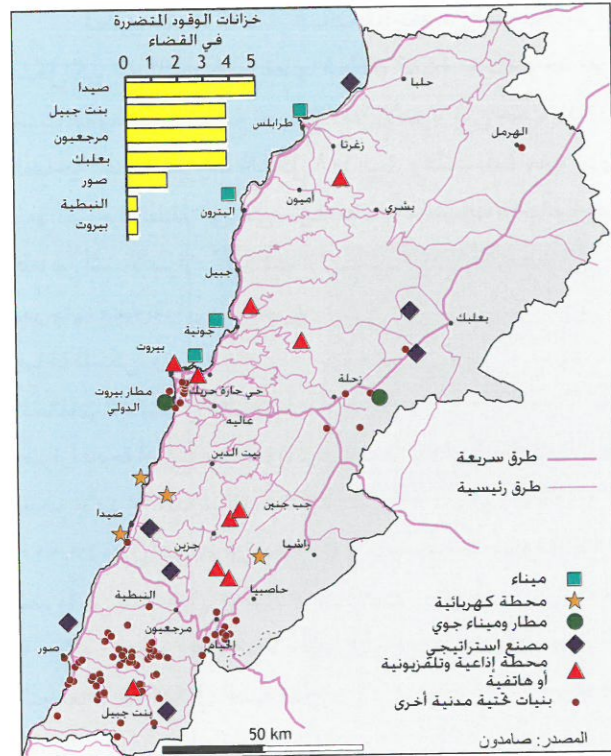 خزانات الوقود المتضررة
في القضاء
0 1 2 3 4 5
صيدا
بنت جبيل
مرجعيون
بعلبك
صور
النبطية
بيروت
حلبا
طرابلس
زغرتا
الهرمل
أميون
بشري
البترون
جبيل
بعلبك
جونية
بيروت
حي حارة حريك
زحلة
مطار بيروت
الدولي
عاليه
بيت الدين
طرق سريعة
طرق رئيسية
جب جنين
صيدا
جزين
راشيا
حاصبيا
النبطية
مرجعيون
الخيام
صور
بنت جبيل
ميناء
محطة كهربائية
مطار وميناء جوي
مصنع استراتيجي
محطة إذاعية وتلفزيونية
أو هاتفية
بنيات تحتية مدنية أخرى
50 km
المصدر : صامدون